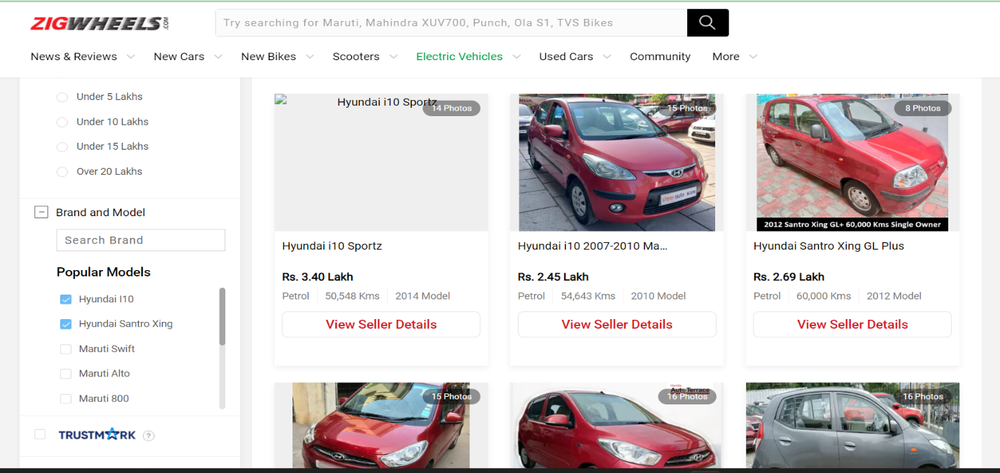 ZIGWHEELS.COM
Try searching for Maruti, Mahindra XUV700, Punch, Ola S1, TVS Bikes
News & Reviews New Cars New Bikes Scooters Electric Vehicles Used Cars Community More
Under 5 Lakhs
Under 10 Lakhs
Under 15 Lakhs
Over 20 Lakhs
Brand and Model
Search Brand
Popular Models
Hyundai I10
Hyundai Santro Xing
Maruti Swift
Maruti Alto
Maruti 800
TRUSTMARK ?
Hyundai i10 Sportz
14 Photos
Hyundai i10 Sportz
Rs. 3.40 Lakh
Petrol 50,548 Kms 2014 Model
View Seller Details
15 Photos
Hyundai i10 2007-2010 Ma...
Rs. 2.45 Lakh
Petrol 54,643 Kms 2010 Model
View Seller Details
8 Photos
2012 Santro Xing GL+ 60,000 Kms Single Owner
Hyundai Santro Xing GL Plus
Rs. 2.69 Lakh
Petrol 60,000 Kms 2012 Model
View Seller Details
15 Photos
Auto Terrace
16 Photos
16 Photos